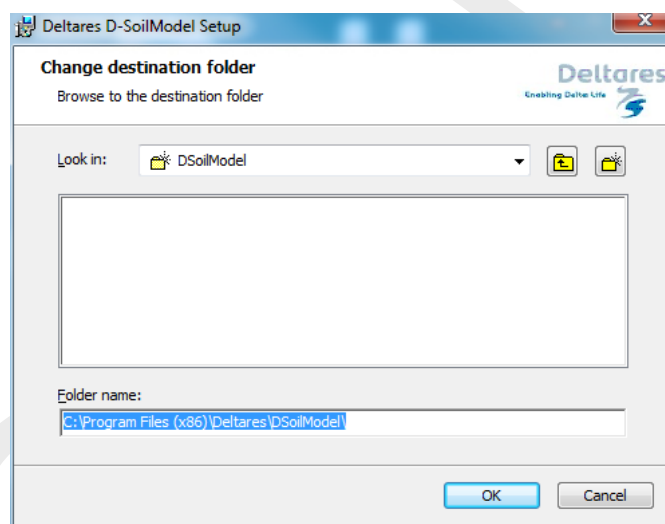 Deltares D-SoilModel Setup
Change destination folder
Browse to the destination folder
Deltares
Enabling Delta Life
Look in:
DSoilModel
Folder name:
C:\Program Files (x86)\Deltares\DSoilModel\
OK
Cancel